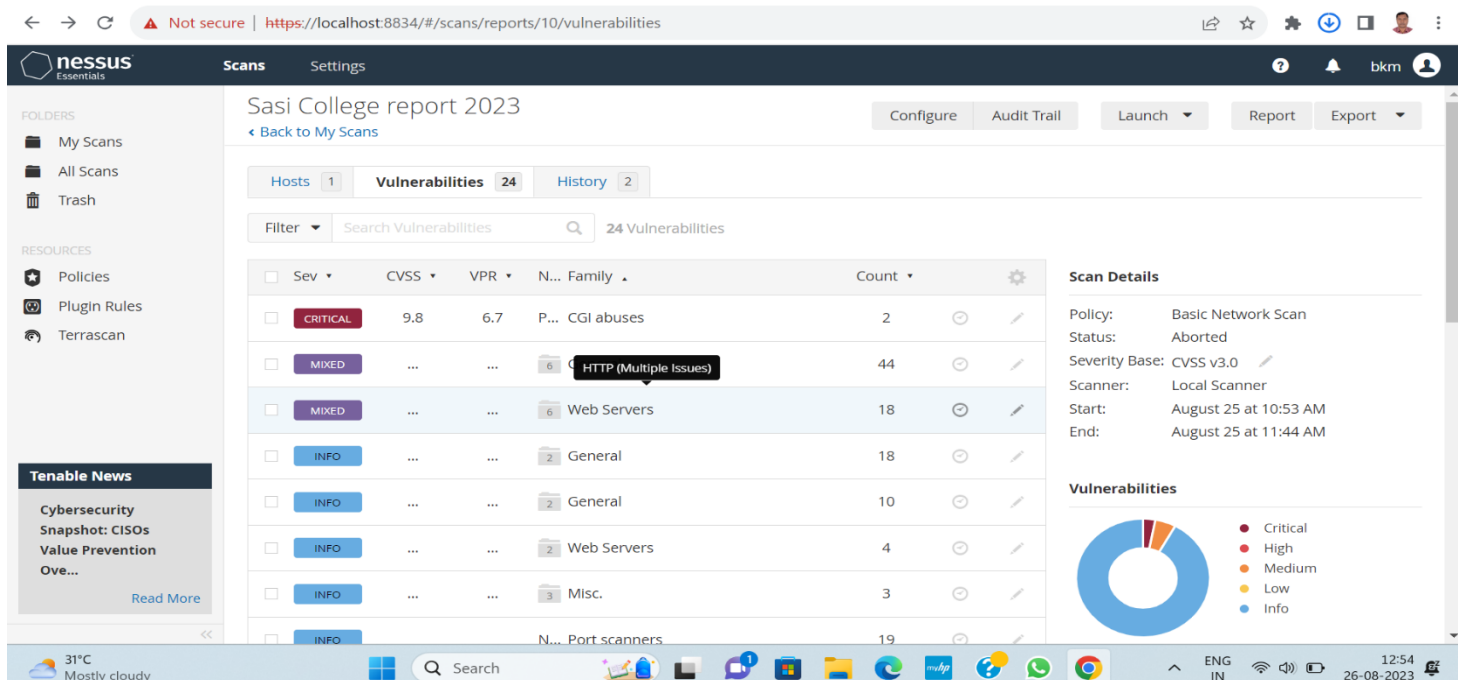 Not secure | https://localhost:8834/#/scans/reports/10/vulnerabilities
nessus
Essentials
Scans Settings
? bkm
FOLDERS
My Scans
All Scans
Trash
RESOURCES
Policies
Plugin Rules
Terrascan
Tenable News
Cybersecurity
Snapshot: CISOs
Value Prevention
Ove...
Read More
Sasi College report 2023
Back to My Scans
Configure Audit Trail Launch Report Export
Hosts 1 Vulnerabilities 24 History 2
Filter Search Vulnerabilities 24 Vulnerabilities
Sev CVSS VPR N... Family Count
CRITICAL 9.8 6.7 P... CGI abuses 2
MIXED ... ... 6 44
HTTP (Multiple Issues)
MIXED ... ... 6 Web Servers 18
INFO ... ... 2 General 18
INFO ... ... 2 General 10
INFO ... ... 2 Web Servers 4
INFO ... ... 3 Misc. 3
INFO N... Port scanners 19
Scan Details
Policy: Basic Network Scan
Status: Aborted
Severity Base: CVSS v3.0
Scanner: Local Scanner
Start: August 25 at 10:53 AM
End: August 25 at 11:44 AM
Vulnerabilities
Critical
High
Medium
Low
Info
31°C
Mostly cloudy
Search
1
myhp
?
ENG
IN
12:54
26-08-2023